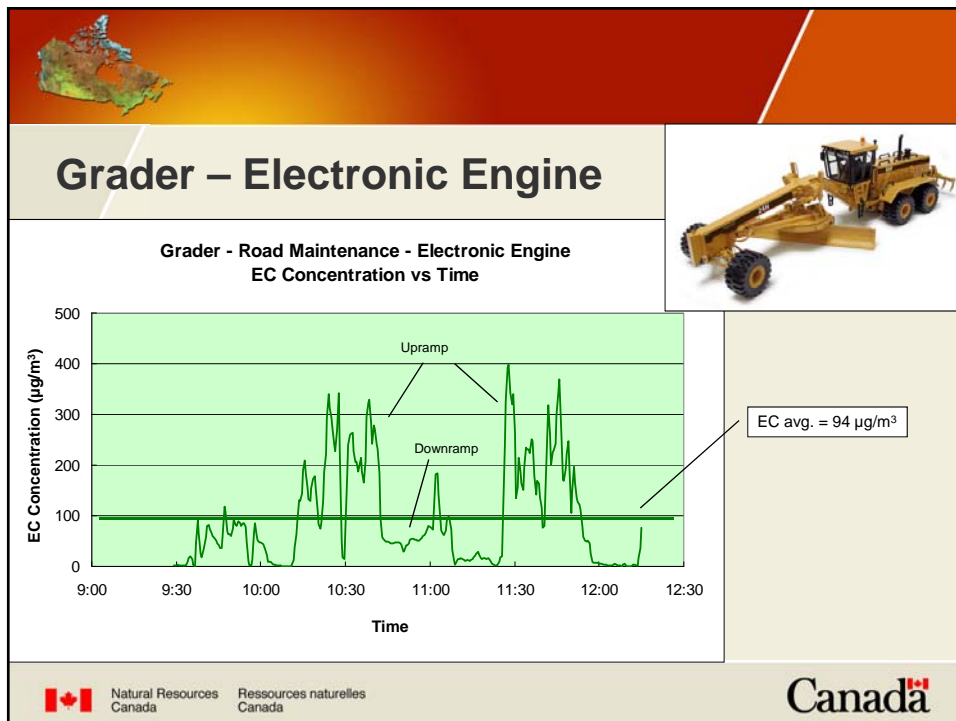 Grader – Electronic Engine
Grader - Road Maintenance - Electronic Engine
EC Concentration vs Time
EC Concentration (µg/m³)
500
400
300
200
100
0
Upramp
Downramp
EC avg. = 94 µg/m³
9:00 9:30 10:00 10:30 11:00 11:30 12:00 12:30
Time
Natural Resources Ressources naturelles
Canada Canada
Canada